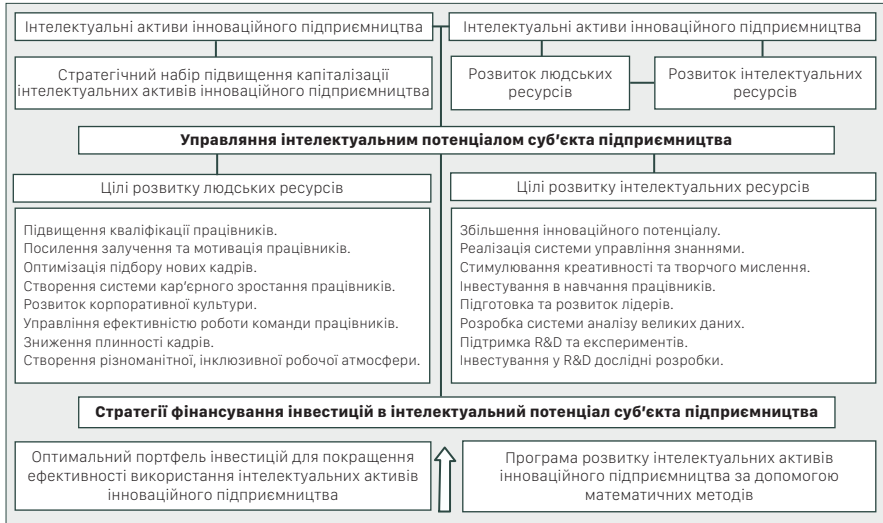 Інтелектуальні активи інноваційного підприємництва
Інтелектуальні активи інноваційного підприємництва
Стратегічний набір підвищення капіталізації
інтелектуальних активів інноваційного підприємництва
Розвиток людських
ресурсів
Розвиток інтелектуальних
ресурсів
Управляння інтелектуальним потенціалом суб'єкта підприємництва
Цілі розвитку людських ресурсів
Підвищення кваліфікації працівників.
Посилення залучення та мотивація працівників.
Оптимізація підбору нових кадрів.
Створення системи кар'єрного зростання працівників.
Розвиток корпоративної культури.
Управління ефективністю роботи команди працівників.
Зниження плинності кадрів.
Створення різноманітної, інклюзивної робочої атмосфери.
Цілі розвитку інтелектуальних ресурсів
Збільшення інноваційного потенціалу.
Реалізація системи управління знаннями.
Стимулювання креативності та творчого мислення.
Інвестування в навчання працівників.
Підготовка та розвиток лідерів.
Розробка системи аналізу великих даних.
Підтримка R&D та експериментів.
Інвестування у R&D дослідні розробки.
Стратегії фінансування інвестицій в інтелектуальний потенціал суб'єкта підприємництва
Оптимальний портфель інвестицій для покращення
ефективності використання інтелектуальних активів
інноваційного підприємництва
Програма розвитку інтелектуальних активів
інноваційного підприємництва за допомогою
математичних методів